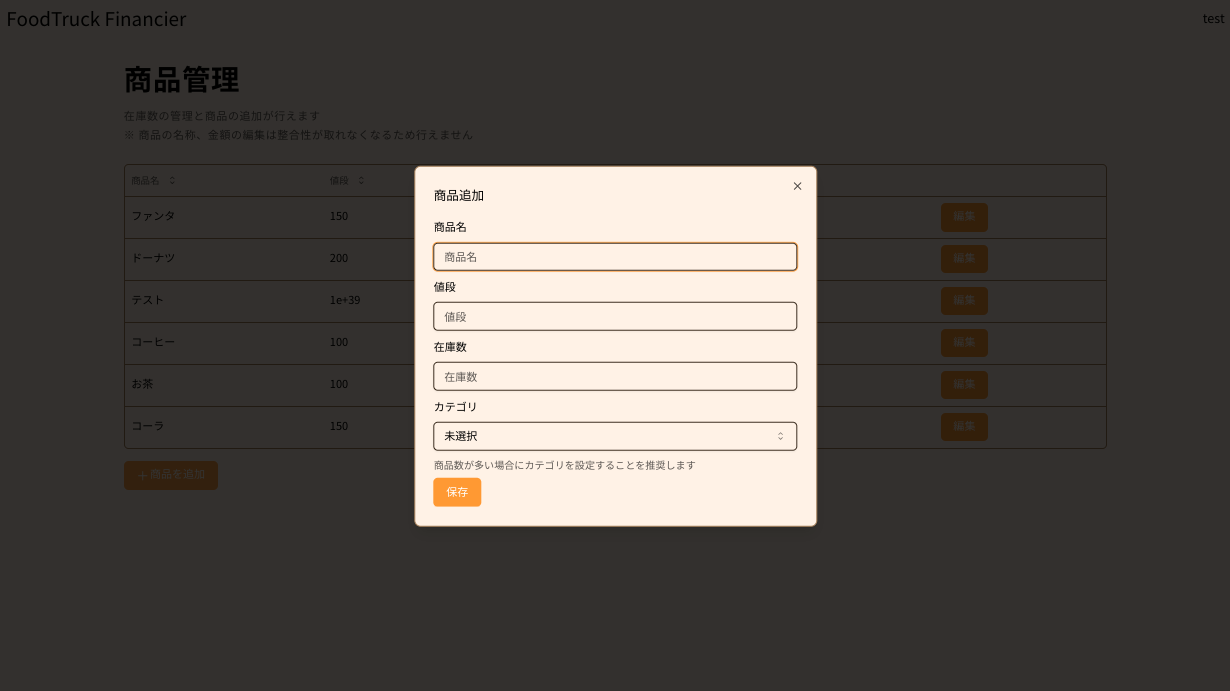 FoodTruck Financier
test
商品管理
在庫数の管理と商品の追加が行えます
※ 商品の名称、金額の編集は整合性が取れなくなるため行えません
商品名 値段
ファンタ 150 編集
ドーナツ 200 編集
テスト 1e+39 編集
コーヒー 100 編集
お茶 100 編集
コーラ 150 編集
+ 商品を追加
商品追加
商品名
商品名
値段
値段
在庫数
在庫数
カテゴリ
未選択
商品数が多い場合にカテゴリを設定することを推奨します
保存